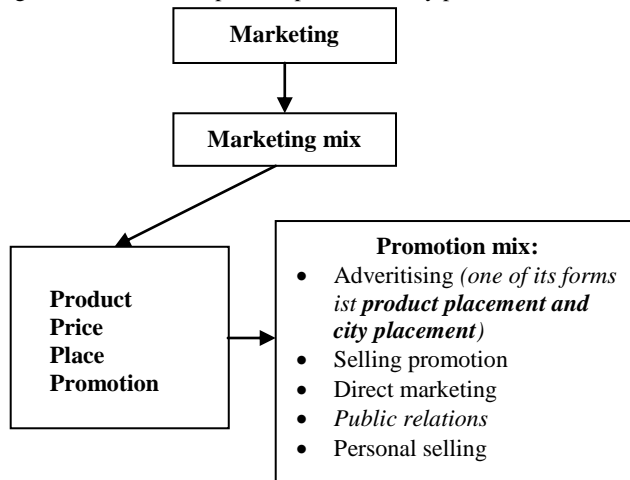 Marketing
Marketing mix
Product
Price
Place
Promotion
Promotion mix:
• Adveritising (one of its forms
ist product placement and
city placement)
• Selling promotion
• Direct marketing
• Public relations
• Personal selling